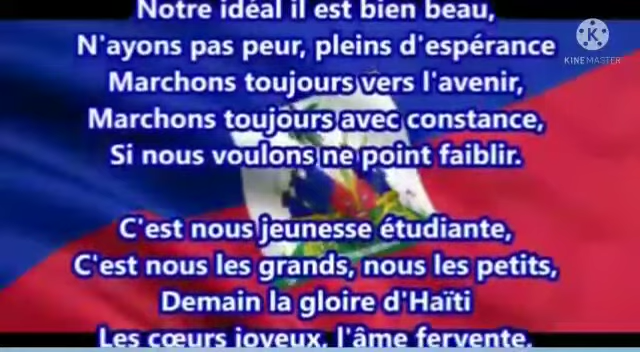 Notre idéal il est bien beau,
N'ayons pas peur, pleins d'espérance
Marchons toujours vers l'avenir,
Marchons toujours avec constance,
Si nous voulons ne point faiblir.
C'est nous jeunesse étudiante,
C'est nous les grands, nous les petits,
Demain la gloire d'Haïti
Les cœurs joyeux, l'âme fervente,
K
KINEMASTER